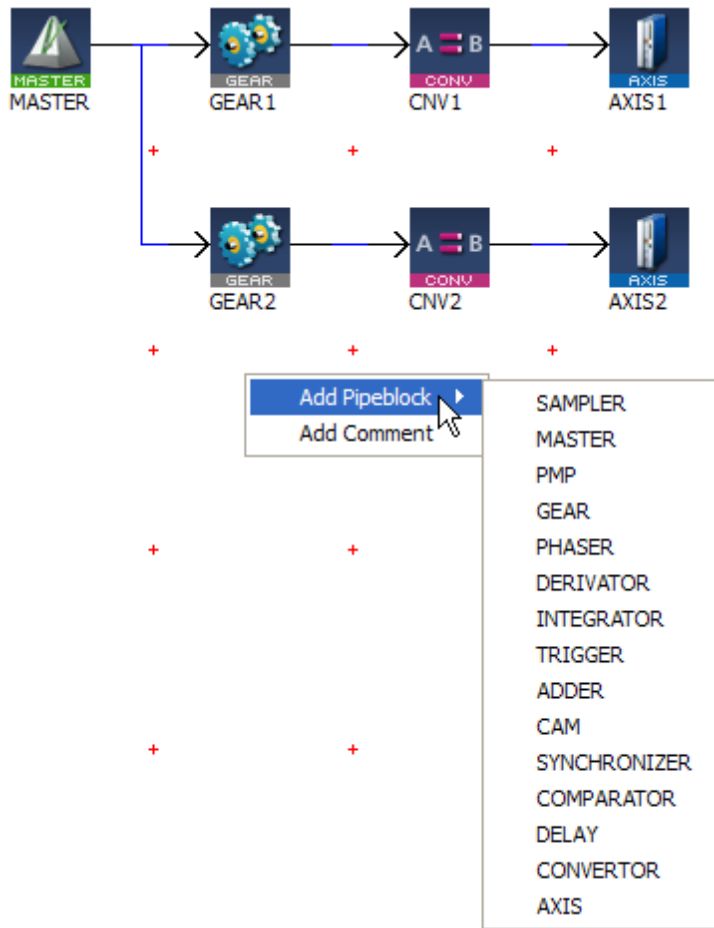 MASTER
MASTER
GEAR
GEAR1
A B
CONV
CNV1
AXIS
AXIS1
GEAR
GEAR2
A B
CONV
CNV2
AXIS
AXIS2
Add Pipeblock
Add Comment
SAMPLER
MASTER
PMP
GEAR
PHASER
DERIVATOR
INTEGRATOR
TRIGGER
ADDER
CAM
SYNCHRONIZER
COMPARATOR
DELAY
CONVERTOR
AXIS